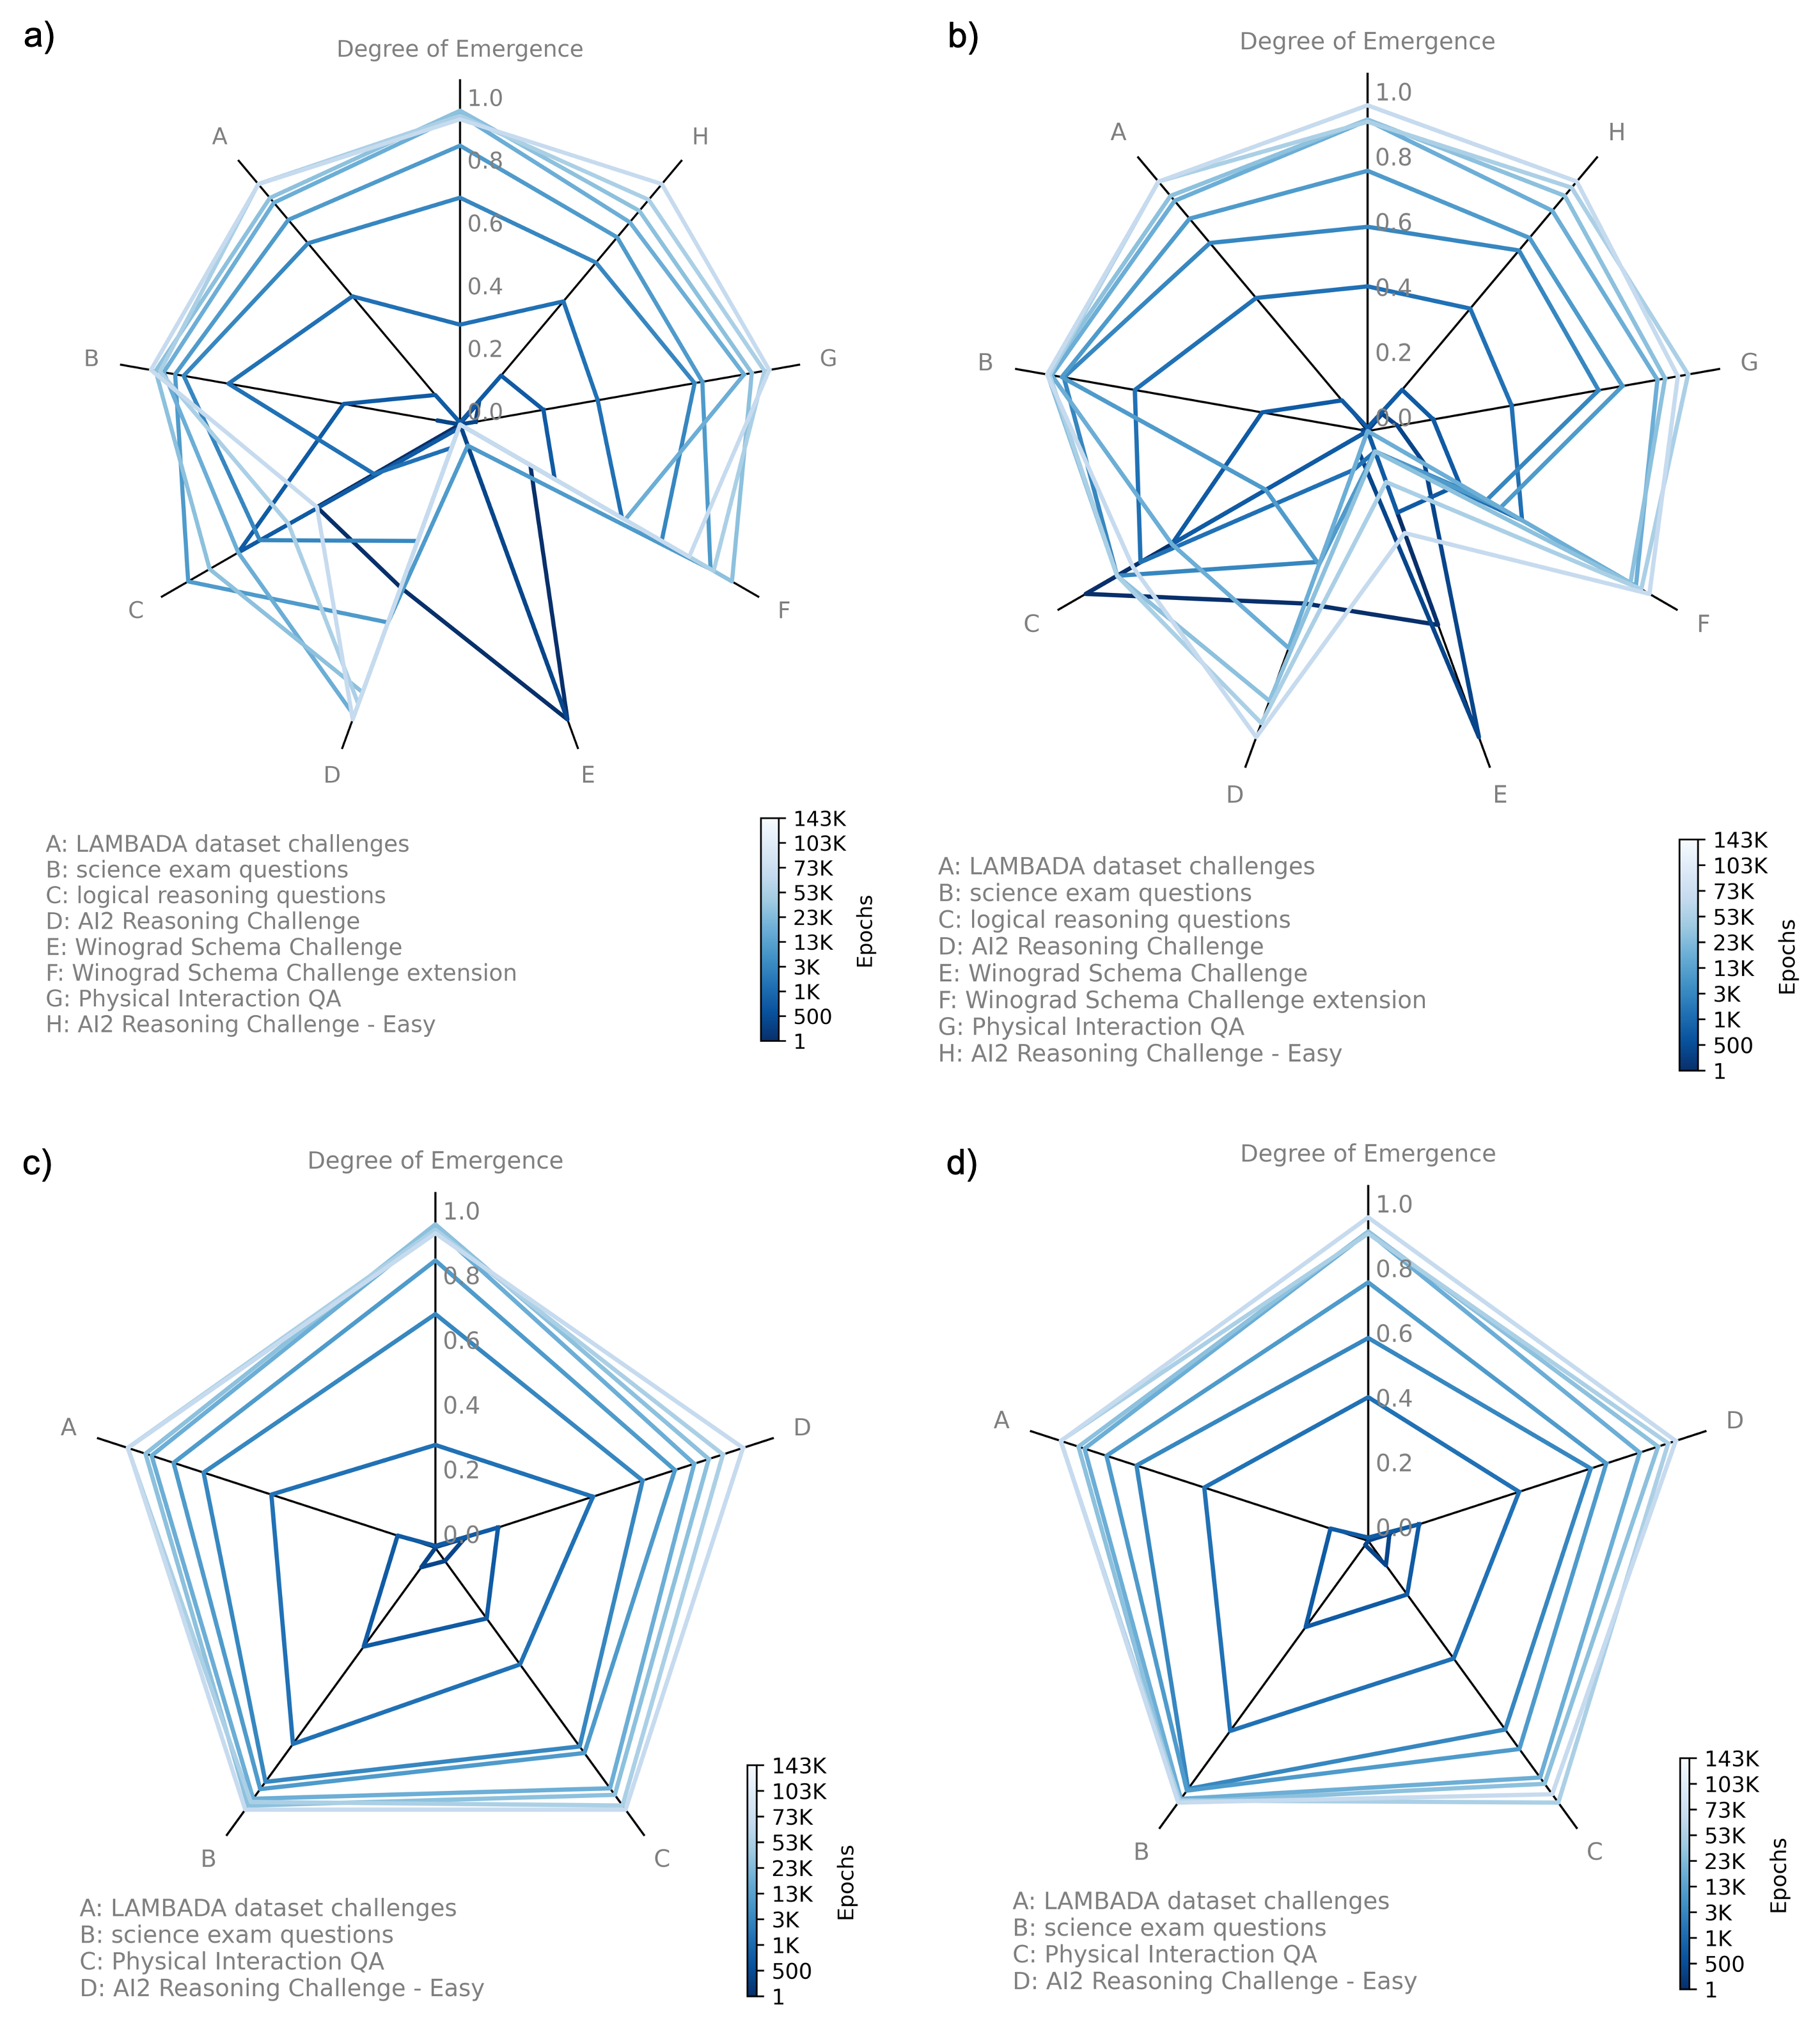 a)
Degree of Emergence
1.0
0.8
0.6
0.4
0.2
0.0
A
B
C
D
E
F
G
H
A: LAMBADA dataset challenges
B: science exam questions
C: logical reasoning questions
D: AI2 Reasoning Challenge
E: Winograd Schema Challenge
F: Winograd Schema Challenge extension
G: Physical Interaction QA
H: AI2 Reasoning Challenge - Easy
143K
103K
73K
53K
23K
13K
3K
1K
500
1
Epochs
b)
Degree of Emergence
1.0
0.8
0.6
0.4
0.2
0.0
A
B
C
D
E
F
G
H
A: LAMBADA dataset challenges
B: science exam questions
C: logical reasoning questions
D: AI2 Reasoning Challenge
E: Winograd Schema Challenge
F: Winograd Schema Challenge extension
G: Physical Interaction QA
H: AI2 Reasoning Challenge - Easy
143K
103K
73K
53K
23K
13K
3K
1K
500
1
Epochs
c)
Degree of Emergence
1.0
0.8
0.6
0.4
0.2
0.0
A
B
C
D
A: LAMBADA dataset challenges
B: science exam questions
C: Physical Interaction QA
D: AI2 Reasoning Challenge - Easy
143K
103K
73K
53K
23K
13K
3K
1K
500
1
Epochs
d)
Degree of Emergence
1.0
0.8
0.6
0.4
0.2
0.0
A
B
C
D
A: LAMBADA dataset challenges
B: science exam questions
C: Physical Interaction QA
D: AI2 Reasoning Challenge - Easy
143K
103K
73K
53K
23K
13K
3K
1K
500
1
Epochs